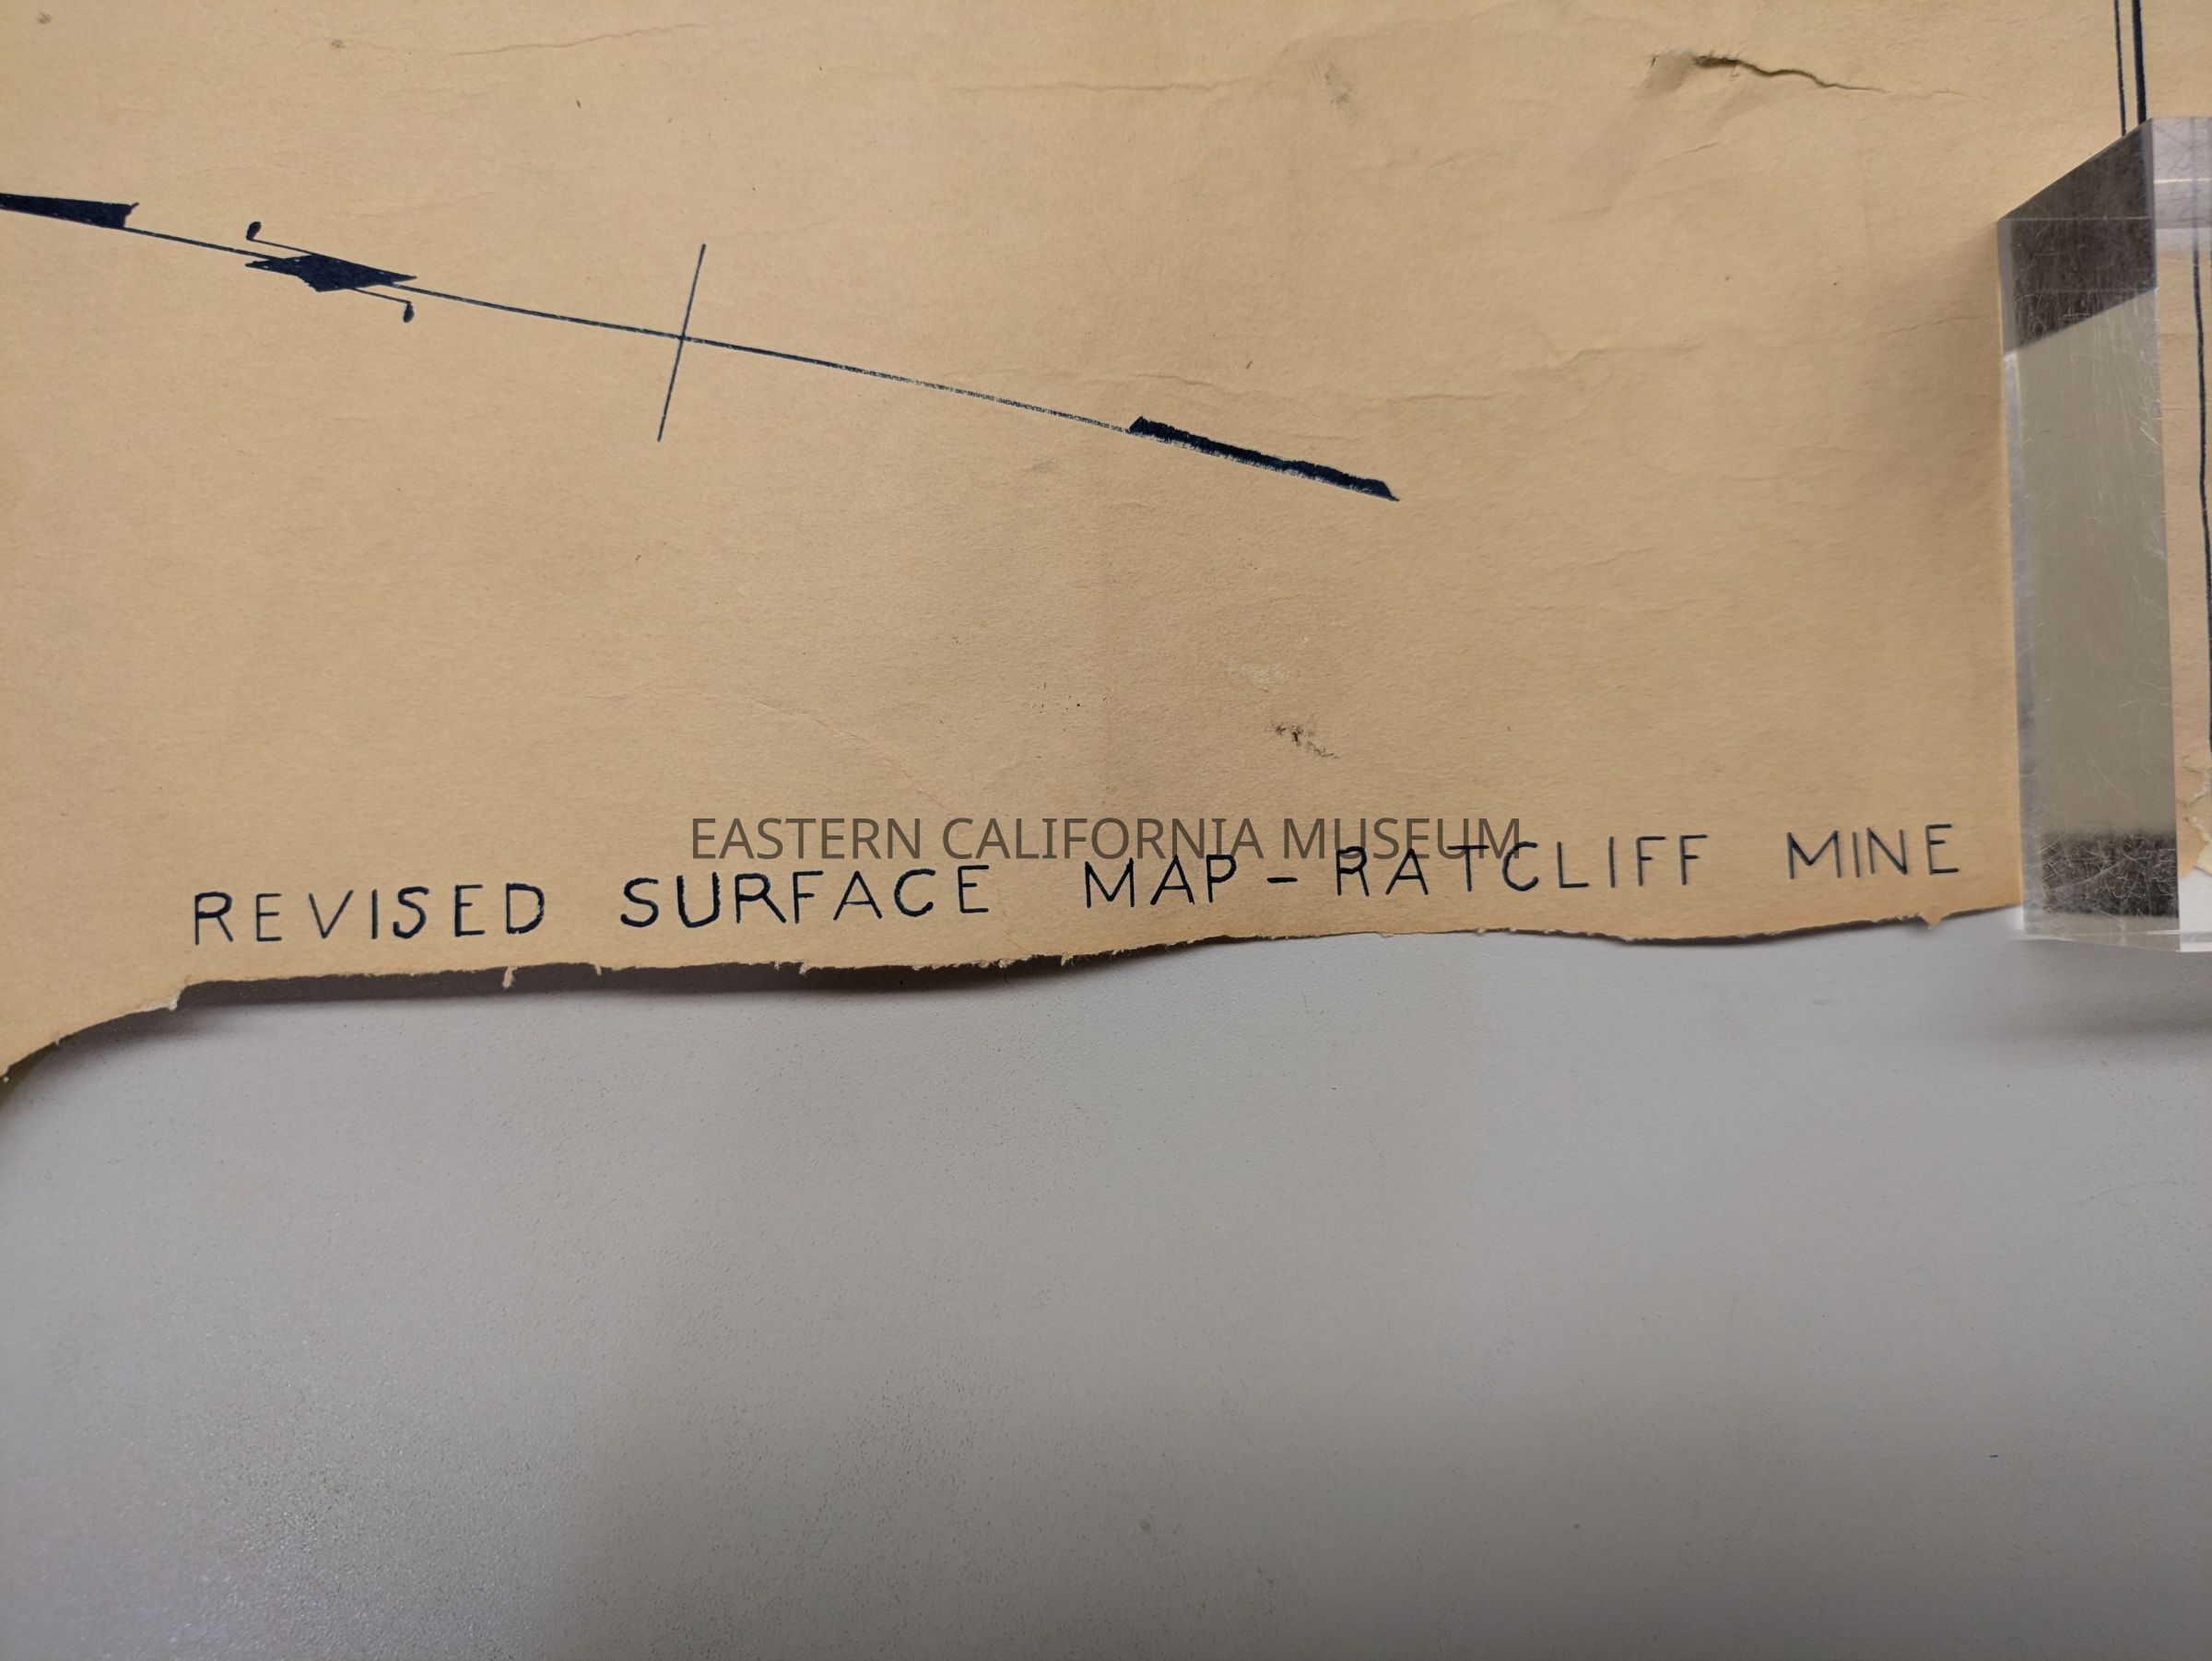 EASTERN CALIFORNIA MUSEUM
REVISED SURFACE MAP - RATCLIFF MINE